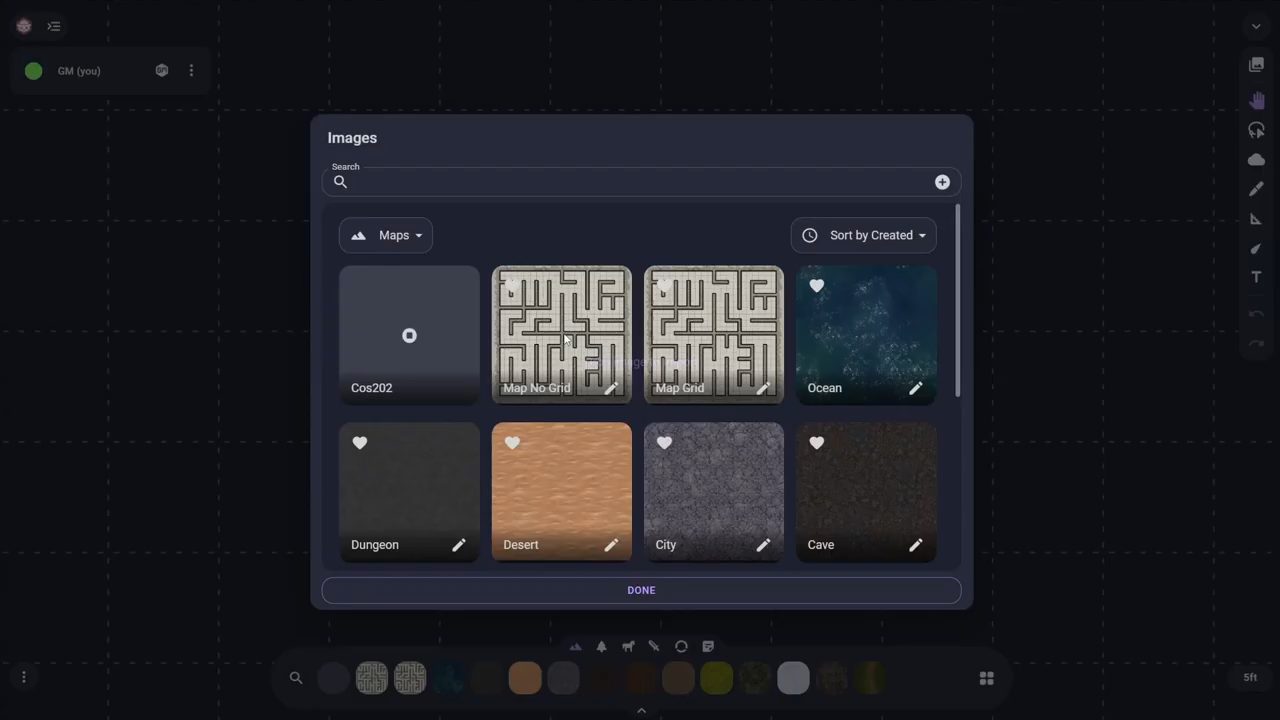 GM (you)
Images
Search
Maps
Sort by Created
Cos202
Map No Grid
Map Grid
Ocean
Dungeon
Desert
City
Cave
DONE
5ft